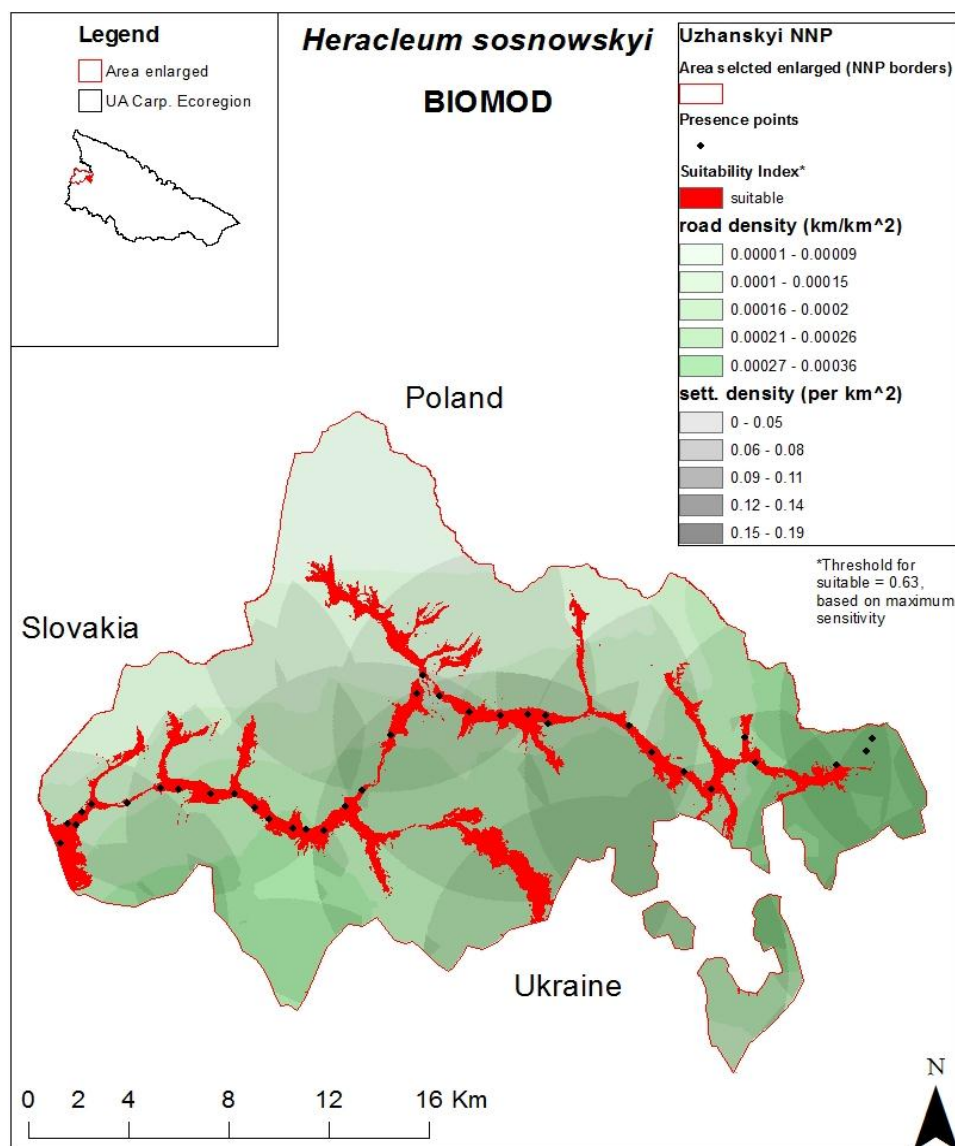 Legend
Area enlarged
UA Carp. Ecoregion
Heracleum sosnowskyi
BIOMOD
Uzhanskyi NNP
Area selcted enlarged (NNP borders)
Presence points
Suitability Index*
suitable
road density (km/km^2)
0.00001 - 0.00009
0.0001 - 0.00015
0.00016 - 0.0002
0.00021 - 0.00026
0.00027 - 0.00036
sett. density (per km^2)
0 - 0.05
0.06 - 0.08
0.09 - 0.11
0.12 - 0.14
0.15 - 0.19
*Threshold for
suitable = 0.63,
based on maximum
sensitivity
Poland
Slovakia
Ukraine
0 2 4 8 12 16 Km
N